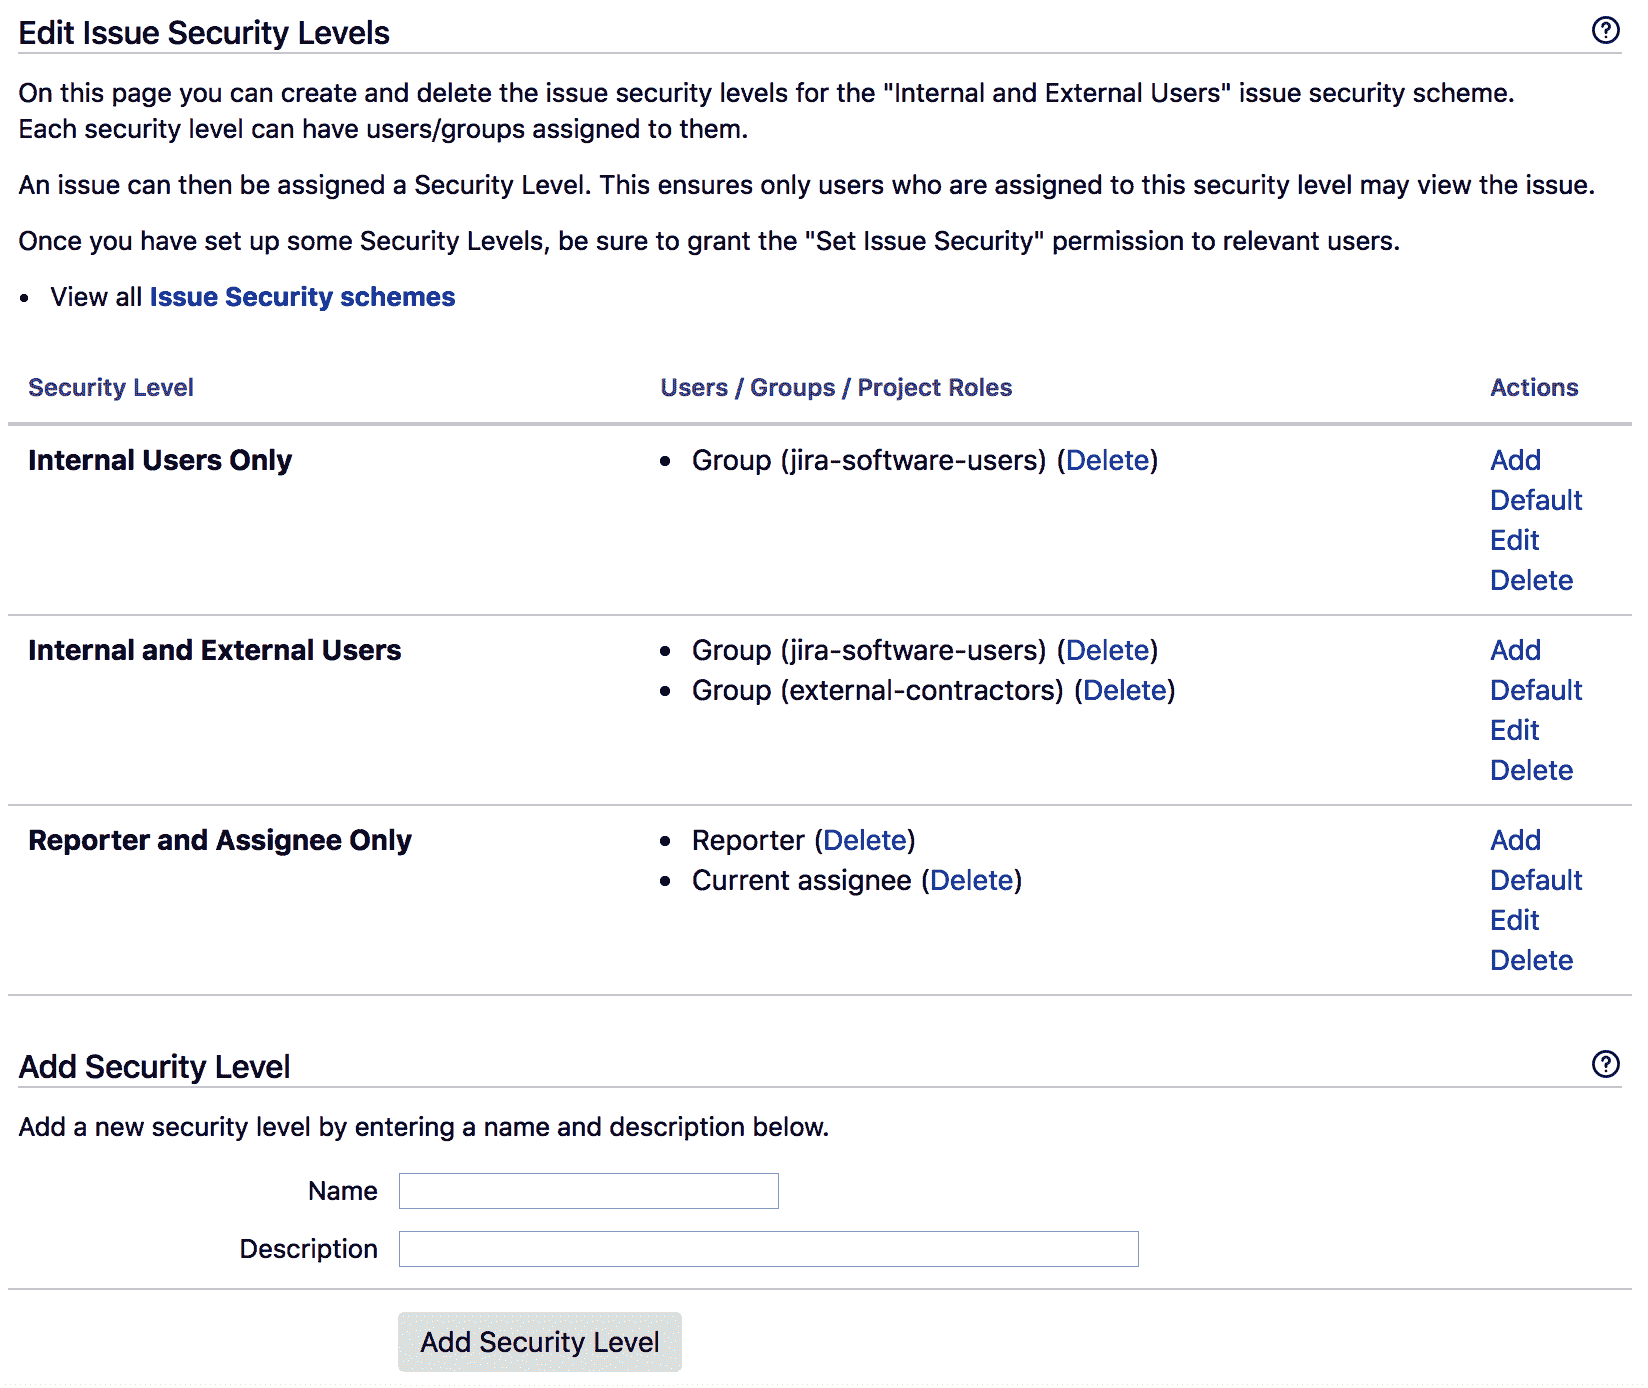 Edit Issue Security Levels
On this page you can create and delete the issue security levels for the "Internal and External Users" issue security scheme.
Each security level can have users/groups assigned to them.
An issue can then be assigned a Security Level. This ensures only users who are assigned to this security level may view the issue.
Once you have set up some Security Levels, be sure to grant the "Set Issue Security" permission to relevant users.
• View all Issue Security schemes
Security Level Users / Groups / Project Roles Actions
Internal Users Only • Group (jira-software-users) (Delete) Add
Default
Edit
Delete
Internal and External Users • Group (jira-software-users) (Delete) Add
• Group (external-contractors) (Delete) Default
Edit
Delete
Reporter and Assignee Only • Reporter (Delete) Add
• Current assignee (Delete) Default
Edit
Delete
Add Security Level
Add a new security level by entering a name and description below.
Name
Description
Add Security Level